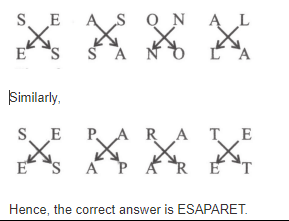 S E A S O N A L
E S S A N O L A
Similarly,
S E P A R A T E
E S A P A R E T
Hence, the correct answer is ESAPARET.